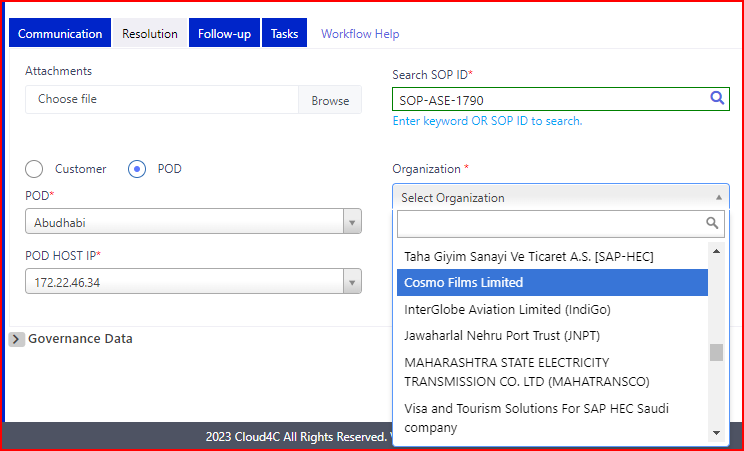 Communication
Resolution
Follow-up
Tasks
Workflow Help
Attachments
Choose file
Browse
Search SOP ID*
SOP-ASE-1790
Enter keyword OR SOP ID to search.
Customer
POD
POD*
Abudhabi
POD HOST IP*
172.22.46.34
Organization *
Select Organization
Taha Giyim Sanayi Ve Ticaret A.S. [SAP-HEC]
Cosmo Films Limited
InterGlobe Aviation Limited (IndiGo)
Jawaharlal Nehru Port Trust (JNPT)
MAHARASHTRA STATE ELECTRICITY
TRANSMISSION CO. LTD (MAHATRANSCO)
Visa and Tourism Solutions For SAP HEC Saudi
company
Governance Data
2023 Cloud4C All Rights Reserved.